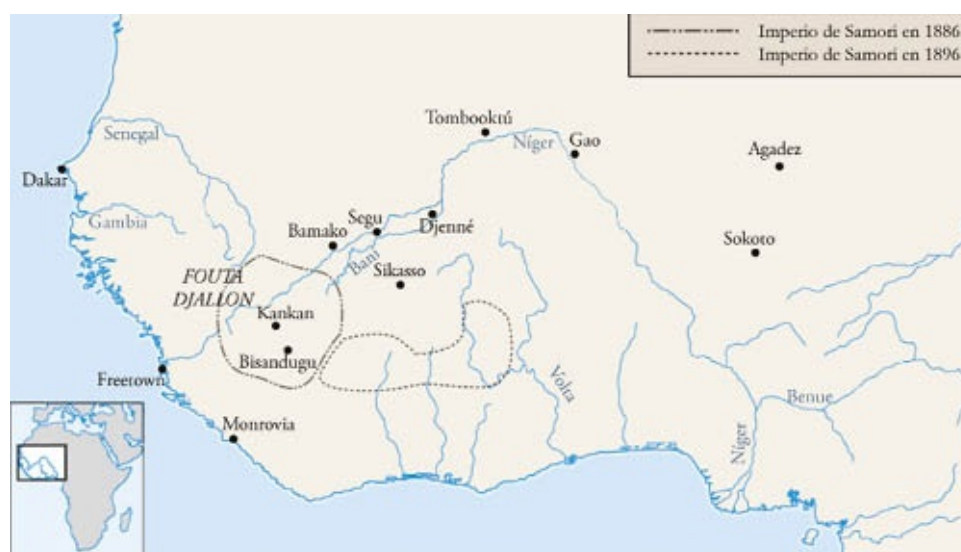 Imperio de Samori en 1886
Imperio de Samori en 1896
Tombooktú
Senegal
Níger
Gao
Agadez
Dakar
Gambia
Segu
Djenné
Bamako
Bani
Sokoto
Sikasso
FOUTA
DJALLON
Kankan
Bisandugu
Freetown
Volta
Benue
Monrovia
Níger